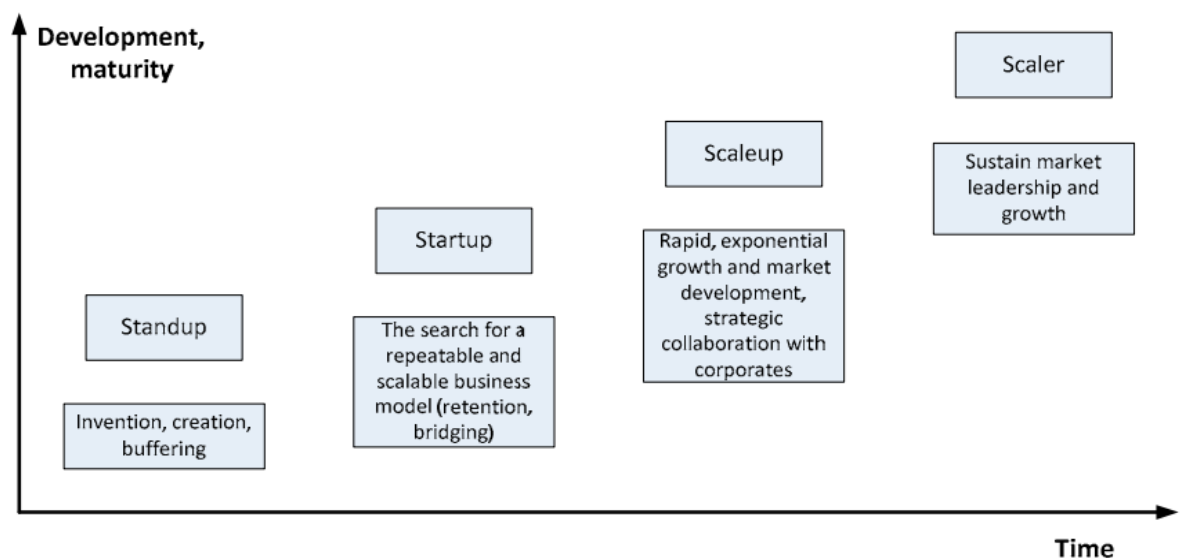 Development,
maturity
Standup
Invention, creation,
buffering
Startup
The search for a
repeatable and
scalable business
model (retention,
bridging)
Scaleup
Rapid, exponential
growth and market
development,
strategic
collaboration with
corporates
Scaler
Sustain market
leadership and
growth
Time